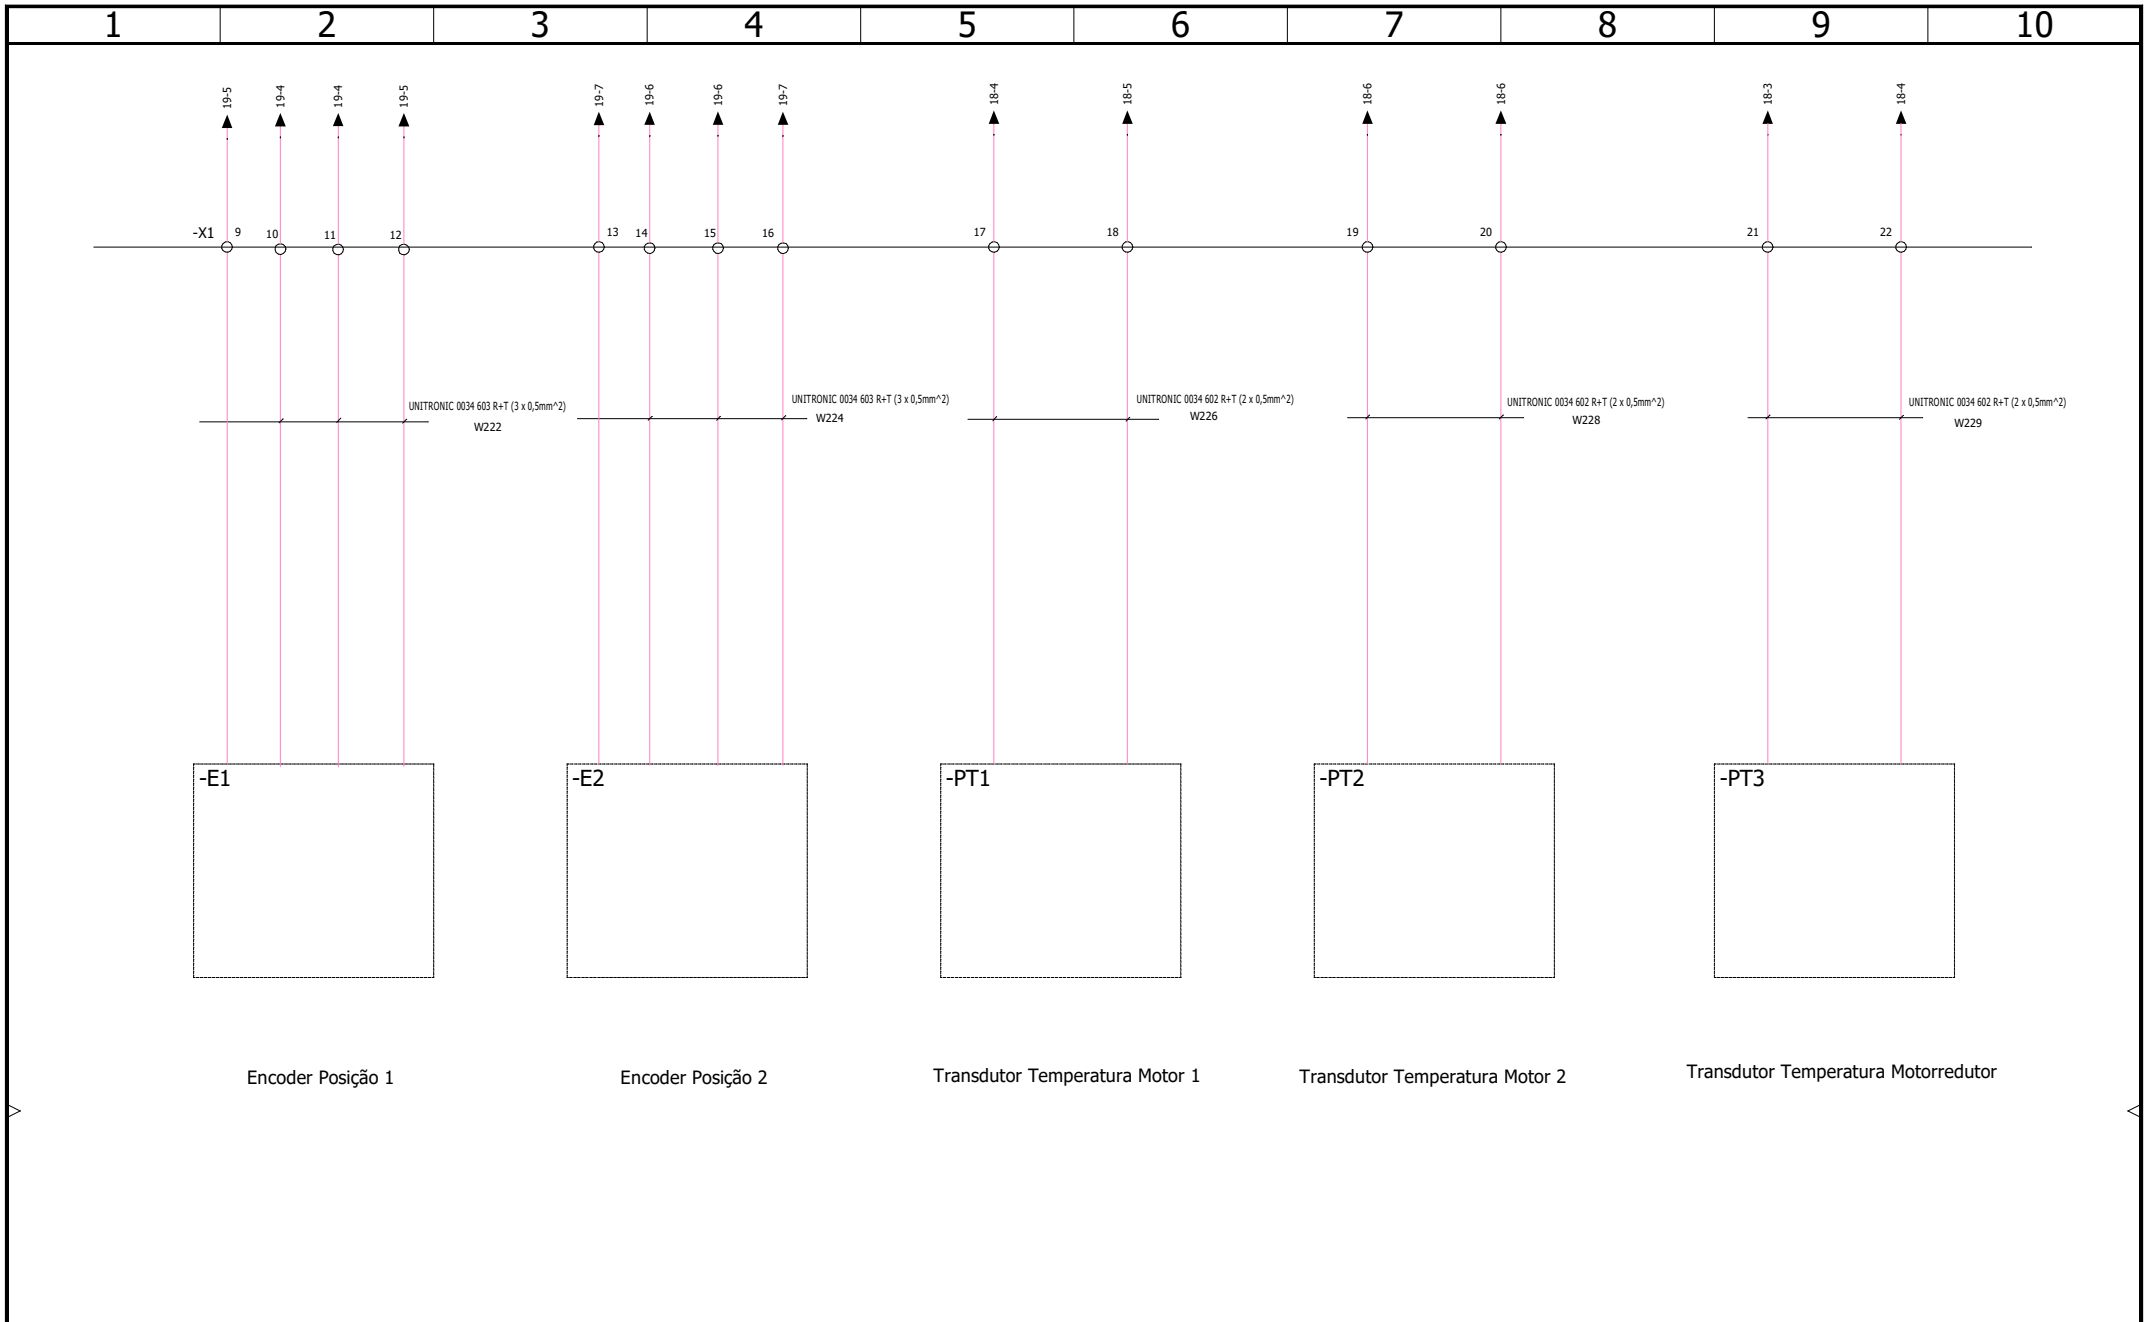 1 2 3 4 5 6 7 8 9 10
19-5 19-4 19-4 19-5 19-7 19-6 19-6 19-7 18-4 18-5 18-6 18-6 18-3 18-4
-X1 9 10 11 12 13 14 15 16 17 18 19 20 21 22
UNITRONIC 0034 603 R+T (3 x 0,5mm^2)
W222
UNITRONIC 0034 603 R+T (3 x 0,5mm^2)
W224
UNITRONIC 0034 602 R+T (2 x 0,5mm^2)
W226
UNITRONIC 0034 602 R+T (2 x 0,5mm^2)
W228
UNITRONIC 0034 602 R+T (2 x 0,5mm^2)
W229
-E1 -E2 -PT1 -PT2 -PT3
Encoder Posição 1
Encoder Posição 2
Transdutor Temperatura Motor 1
Transdutor Temperatura Motor 2
Transdutor Temperatura Motorredutor